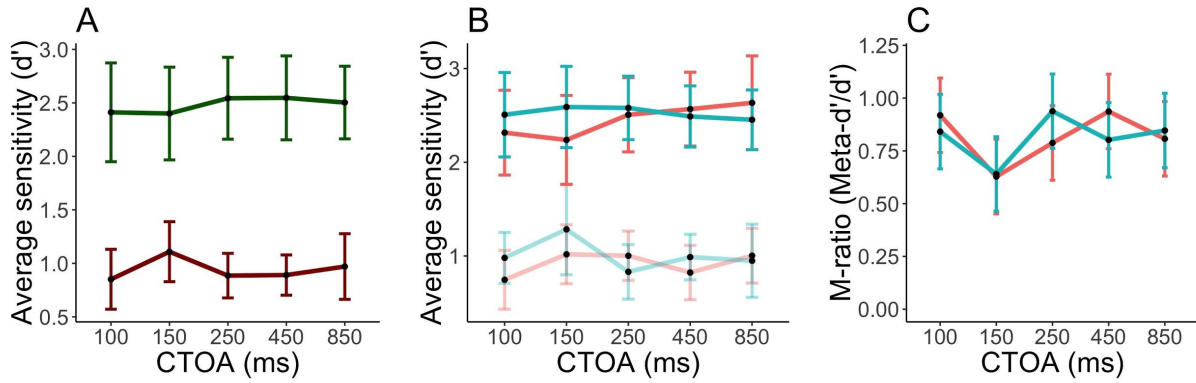 A
Average sensitivity (d')
3.0
2.5
2.0
1.5
1.0
0.5
100 150 250 450 850
CTOA (ms)
B
Average sensitivity (d')
3
2
1
100 150 250 450 850
CTOA (ms)
C
M-ratio (Meta-d'/d')
1.25
1.00
0.75
0.50
0.25
0.00
100 150 250 450 850
CTOA (ms)